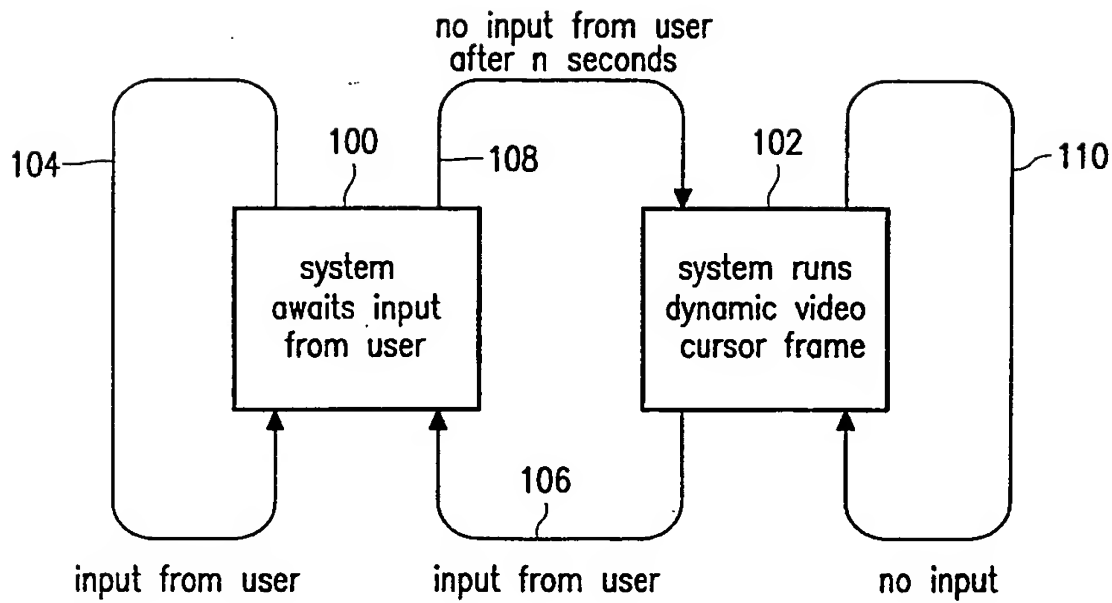 no input from user
after n seconds
104
100
108
102
110
system
awaits input
from user
system runs
dynamic video
cursor frame
106
input from user
input from user
no input